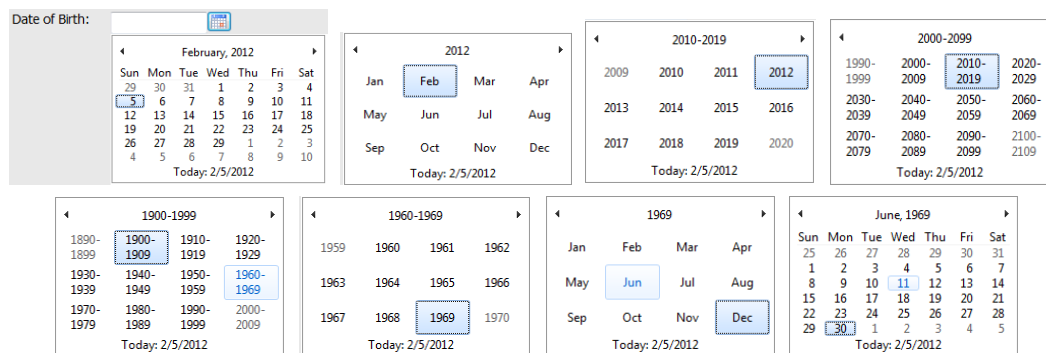 Date of Birth:
February, 2012
Sun Mon Tue Wed Thu Fri Sat
29 30 31 1 2 3 4
5 6 7 8 9 10 11
12 13 14 15 16 17 18
19 20 21 22 23 24 25
26 27 28 29 1 2 3
4 5 6 7 8 9 10
Today: 2/5/2012
2012
Jan Feb Mar Apr
May Jun Jul Aug
Sep Oct Nov Dec
Today: 2/5/2012
2010-2019
2009 2010 2011 2012
2013 2014 2015 2016
2017 2018 2019 2020
Today: 2/5/2012
2000-2099
1990- 2000- 2010- 2020-
1999 2009 2019 2029
2030- 2040- 2050- 2060-
2039 2049 2059 2069
2070- 2080- 2090- 2100-
2079 2089 2099 2109
Today: 2/5/2012
1900-1999
1890- 1900- 1910- 1920-
1899 1909 1919 1929
1930- 1940- 1950- 1960-
1939 1949 1959 1969
1970- 1980- 1990- 2000-
1979 1989 1999 2009
Today: 2/5/2012
1960-1969
1959 1960 1961 1962
1963 1964 1965 1966
1967 1968 1969 1970
Today: 2/5/2012
1969
Jan Feb Mar Apr
May Jun Jul Aug
Sep Oct Nov Dec
Today: 2/5/2012
June, 1969
Sun Mon Tue Wed Thu Fri Sat
25 26 27 28 29 30 31
1 2 3 4 5 6 7
8 9 10 11 12 13 14
15 16 17 18 19 20 21
22 23 24 25 26 27 28
29 30 1 2 3 4 5
Today: 2/5/2012